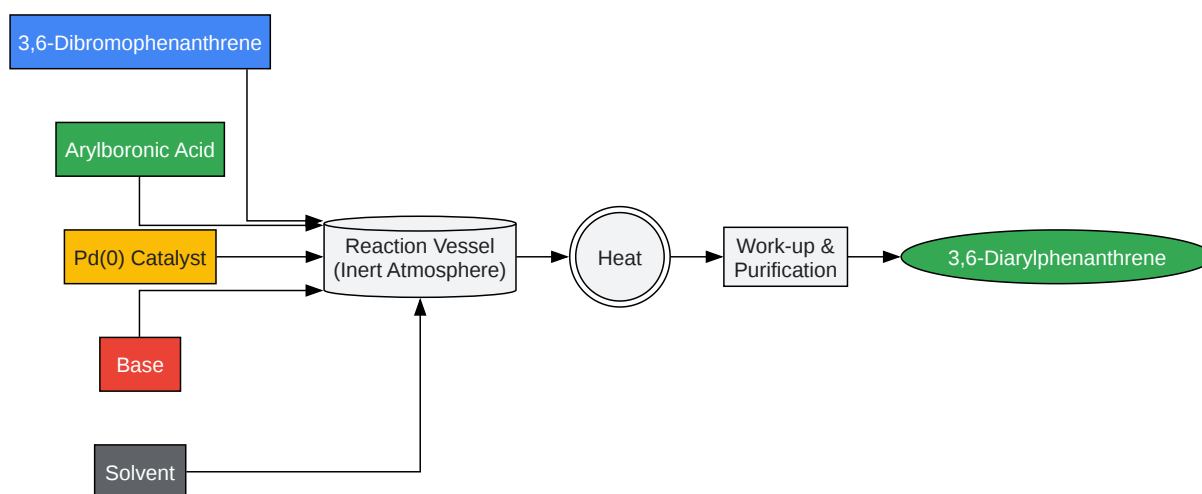 3,6-Dibromophenanthrene
Arylboronic Acid
Pd(0) Catalyst
Base
Solvent
Reaction Vessel
(Inert Atmosphere)
Heat
Work-up &
Purification
3,6-Diarylphenanthrene